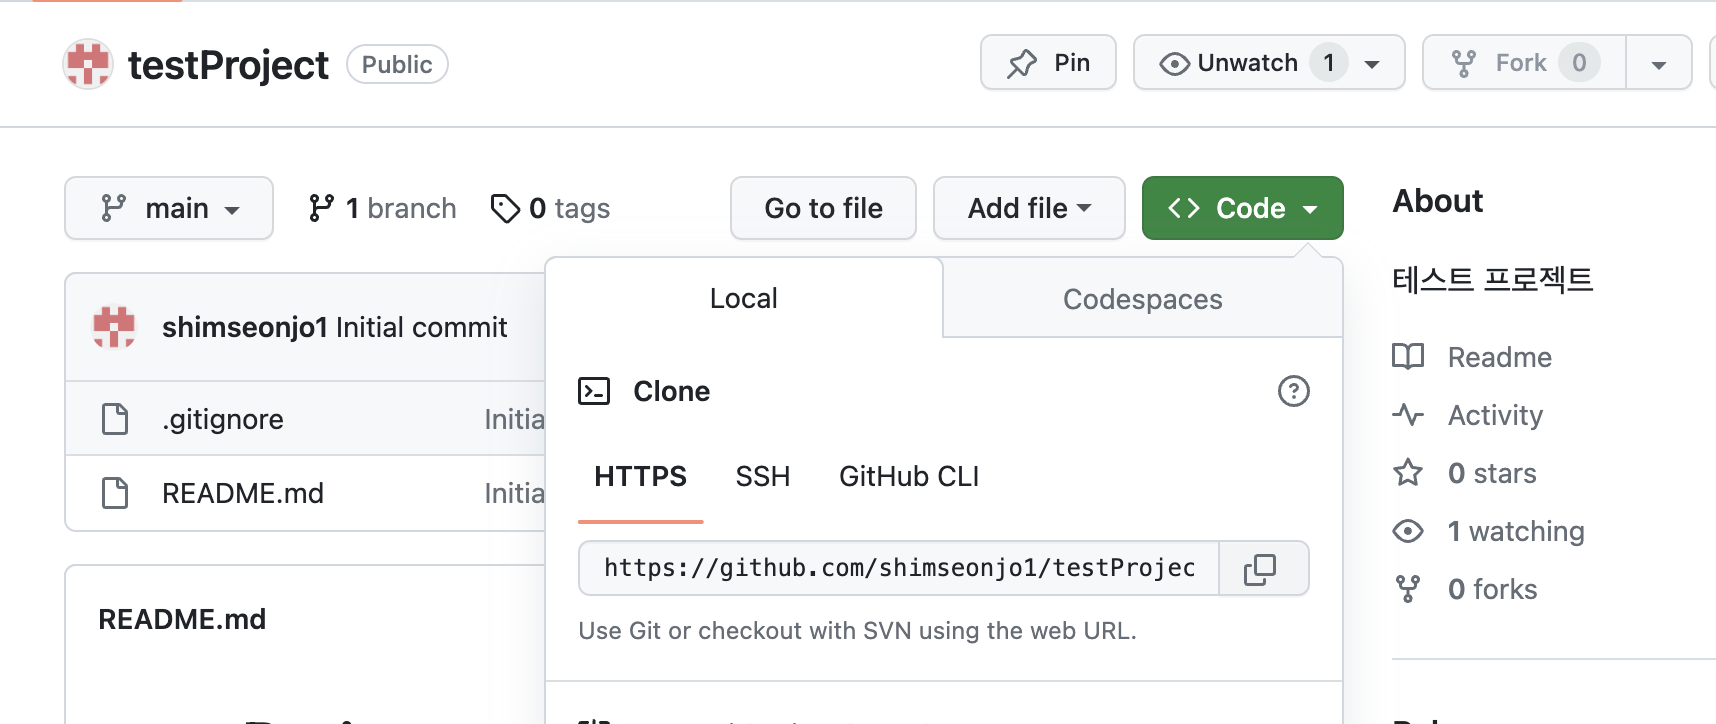 testProject Public Pin Unwatch 1 Fork 0
main 1 branch 0 tags Go to file Add file Code
shimseonjo1 Initial commit
.gitignore Initia
README.md Initia
README.md
Local Codespaces
Clone
HTTPS SSH GitHub CLI
https://github.com/shimseonjo1/testProjec
Use Git or checkout with SVN using the web URL.
About
테스트 프로젝트
Readme
Activity
0 stars
1 watching
0 forks